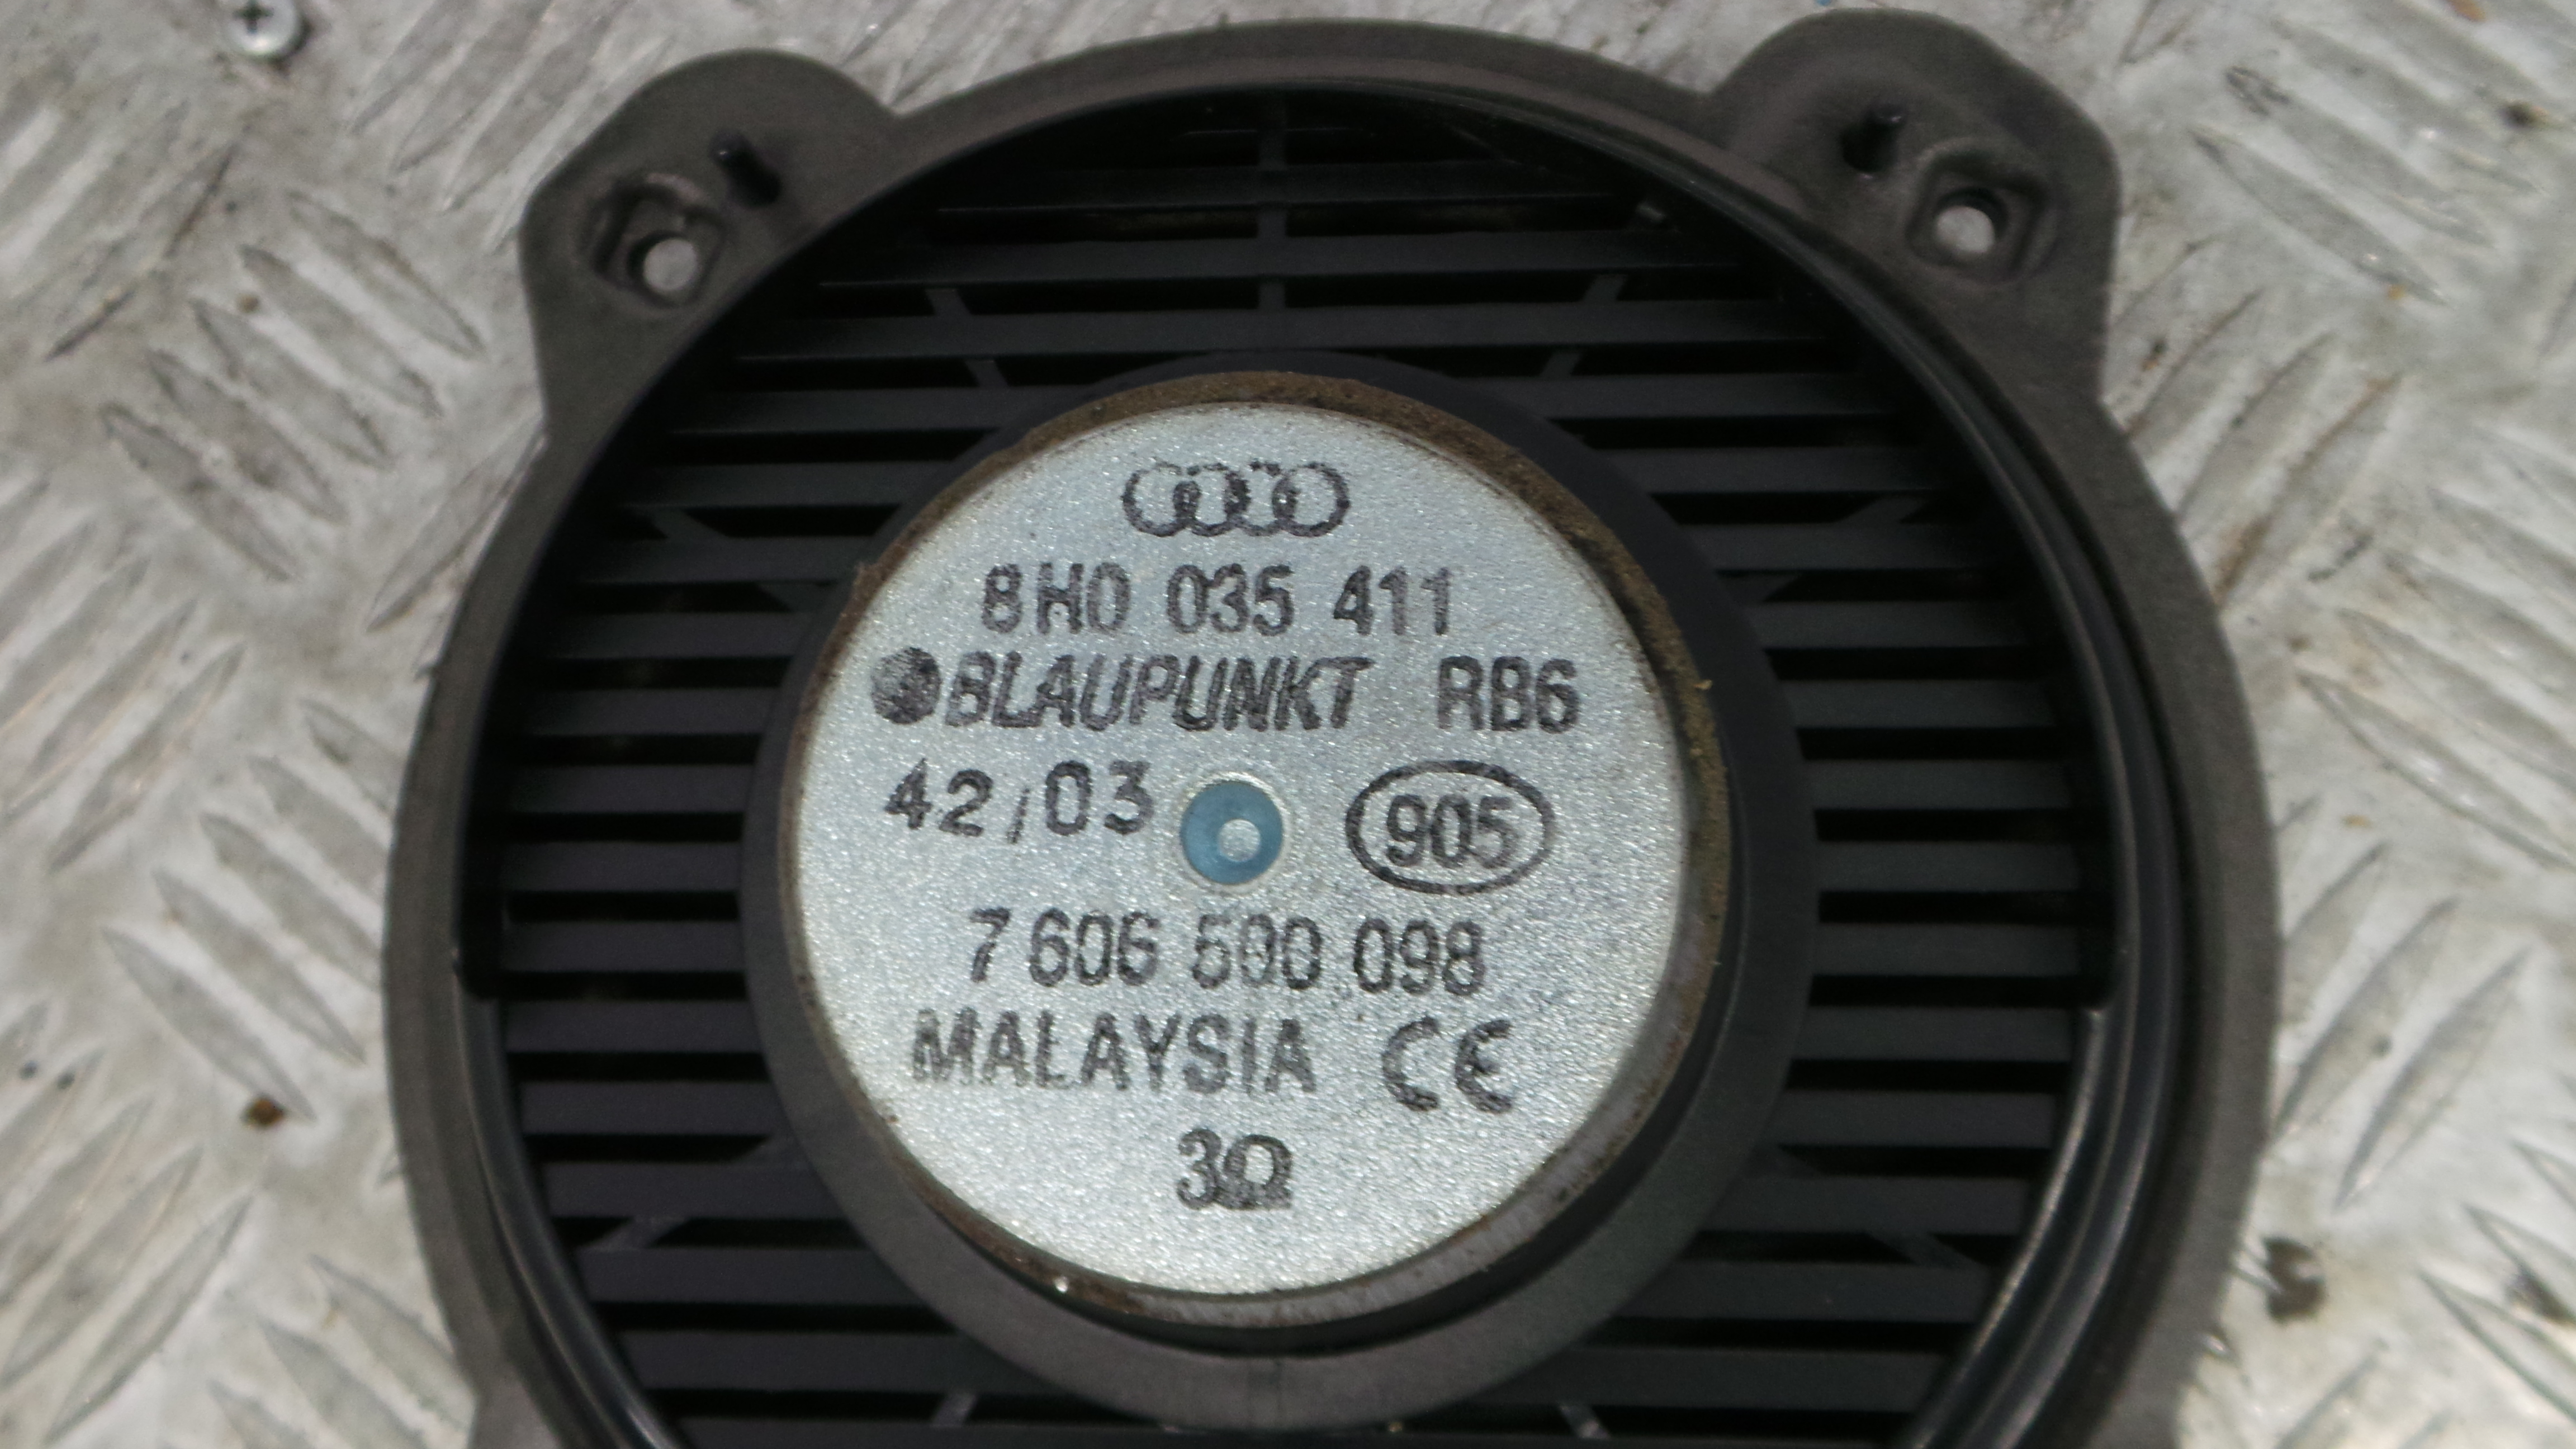 8H0 035 411
BLAUPUNKT RB6
42/03 905
7 606 500 098
MALAYSIA CE
3Ω